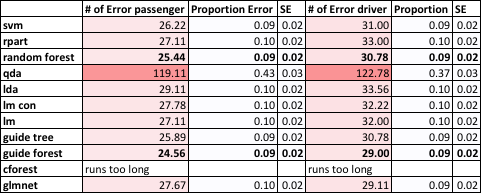 # of Error passenger Proportion Error SE # of Error driver Proportion SE
svm 26.22 0.09 0.02 31.00 0.09 0.02
rpart 27.11 0.10 0.02 33.00 0.10 0.02
random forest 25.44 0.09 0.02 30.78 0.09 0.02
qda 119.11 0.43 0.03 122.78 0.37 0.03
lda 29.11 0.10 0.02 33.56 0.10 0.02
lm con 27.78 0.10 0.02 32.22 0.10 0.02
lm 27.11 0.10 0.02 32.00 0.10 0.02
guide tree 25.89 0.09 0.02 30.78 0.09 0.02
guide forest 24.56 0.09 0.02 29.00 0.09 0.02
cforest runs too long runs too long
glmnet 27.67 0.10 0.02 29.11 0.09 0.02